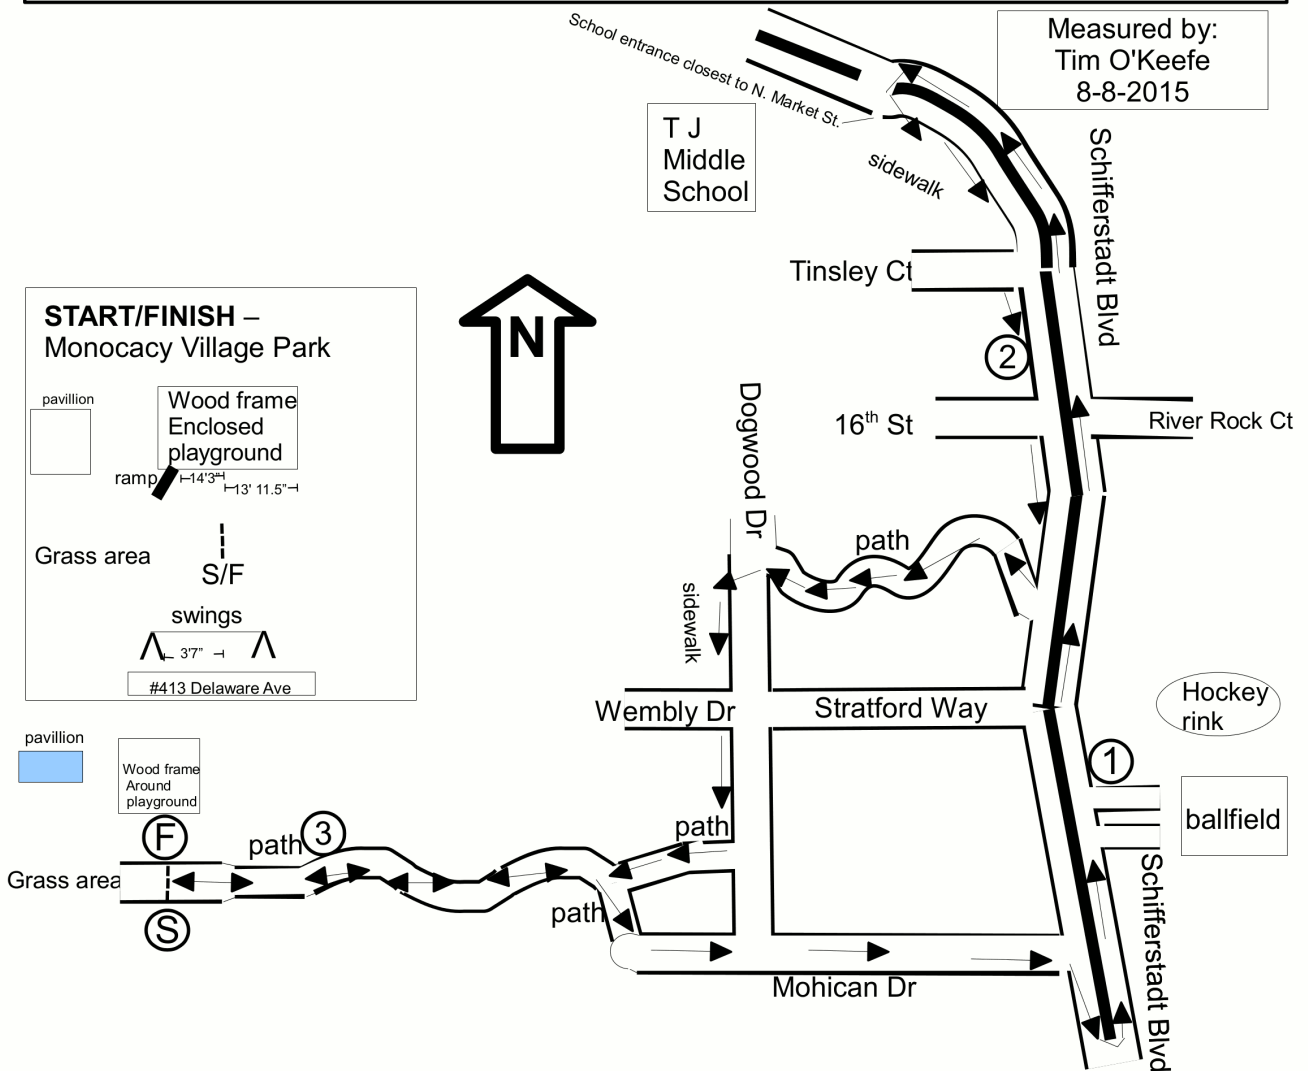 School entrance closest to N. Market St.
Measured by:
Tim O'Keefe
8-8-2015
T J
Middle
School
sidewalk
Schifferstadt Blvd
Tinsley Ct
2
N
START/FINISH –
Monocacy Village Park
pavillion
Wood frame
Enclosed
playground
ramp
14'3"
13' 11.5"
Grass area
S/F
swings
3'7"
#413 Delaware Ave
Dogwood Dr
16th St
River Rock Ct
path
sidewalk
Wembly Dr
Stratford Way
Hockey
rink
1
ballfield
pavillion
Wood frame
Around
playground
F
path
3
path
Grass area
S
path
Mohican Dr
Schifferstadt Blvd